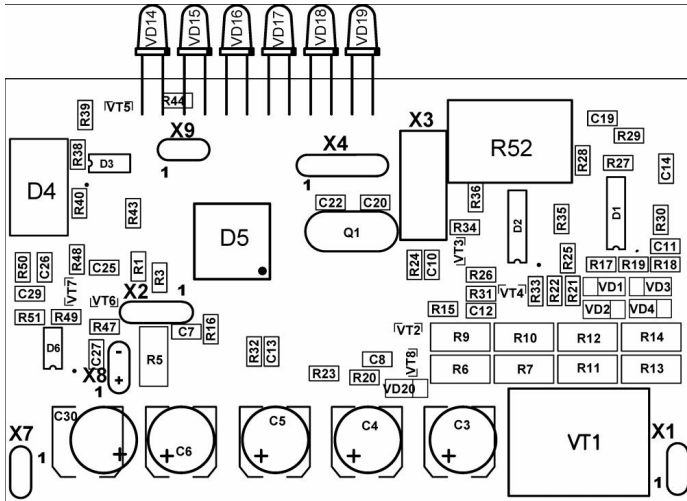 VD14 VD15 VD16 VD17 VD18 VD19
R39 VT5 R44 X3 C19
X9 X4 R52 R29
R38 D3 R28 R27 C14
1 1
D4 R40 R43 C22 C20 R36 D2 R35 D1 R30
D5 Q1 R34
R50 C26 R48 C25 R1 R3 R24 C10 VT3 R25 C11
R17 R19 R18
C29 VT7 VT6 X2 1 R26 R31 VT4 R33 R22 R21 VD1 VD3
R51 R49 R47 C7 R16 R15 C12 VD2 VD4
D6 C27 R5 R32 C13 VT2 R9 R10 R12 R14
X8 - + 1 R23 C8 R20 VT8 R6 R7 R11 R13
VD20
C30 C6 C5 C4 C3 VT1
+ + + + +
X7 1 X1 1